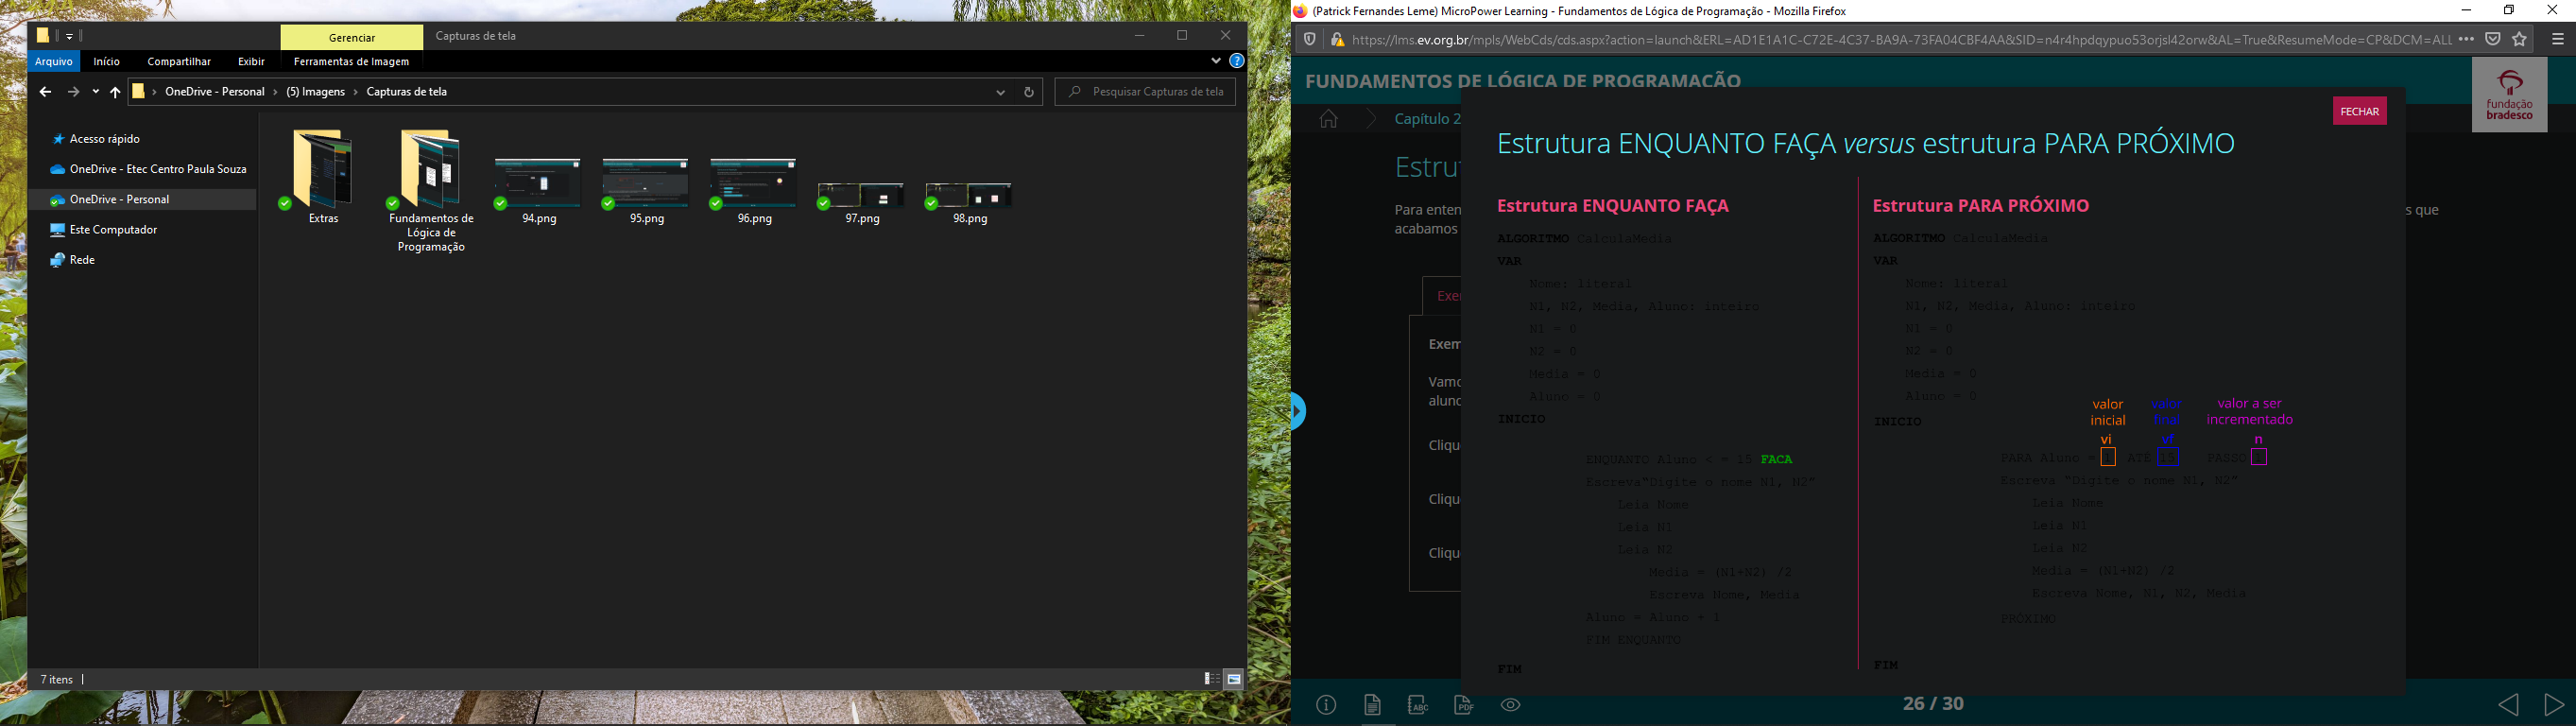 Gerenciar
Capturas de tela
Arquivo
Início
Compartilhar
Exibir
Ferramentas de Imagem
OneDrive - Personal > (5) Imagens > Capturas de tela
Pesquisar Capturas de tela
Acesso rápido
OneDrive - Etec Centro Paula Souza
OneDrive - Personal
Este Computador
Rede
Extras
Fundamentos de
Lógica de
Programação
94.png
95.png
96.png
97.png
98.png
7 itens
(Patrick Fernandes Leme) MicroPower Learning - Fundamentos de Lógica de Programação - Mozilla Firefox
https://lms.ev.org.br/mpls/WebCds/cds.aspx?action=launch&ERL=AD1E1A1C-C72E-4C37-BA9A-73FA04CBF4AA&SID=n4r4hpdqypuo53orjsl42orw&AL=True&ResumeMode=CP&DCM=ALL
FUNDAMENTOS DE LÓGICA DE PROGRAMAÇÃO
fundação
bradesco
Capítulo 2
Estrut
Para enten
s que
acabamos
Exer
Exem
Vamo
aluno
Clique
Clique
Clique
FECHAR
Estrutura ENQUANTO FAÇA versus estrutura PARA PRÓXIMO
Estrutura ENQUANTO FAÇA
ALGORITMO CalculaMedia
VAR
Nome: literal
N1, N2, Media, Aluno: inteiro
N1 = 0
N2 = 0
Media = 0
Aluno = 0
INICIO
ENQUANTO Aluno < = 15 FACA
Escreva"Digite o nome N1, N2"
Leia Nome
Leia N1
Leia N2
Media = (N1+N2) /2
Escreva Nome, Media
Aluno = Aluno + 1
FIM ENQUANTO
FIM
Estrutura PARA PRÓXIMO
ALGORITMO CalculaMedia
VAR
Nome: literal
N1, N2, Media, Aluno: inteiro
N1 = 0
N2 = 0
Media = 0
Aluno = 0
INICIO
valor
inicial
vi
valor
final
vf
valor a ser
incrementado
n
PARA Aluno = 1 ATÉ 15 PASSO
Escreva "Digite o nome N1, N2"
Leia Nome
Leia N1
Leia N2
Media = (N1+N2) /2
Escreva Nome, N1, N2, Media
PRÓXIMO
FIM
ABC
PDF
26 / 30